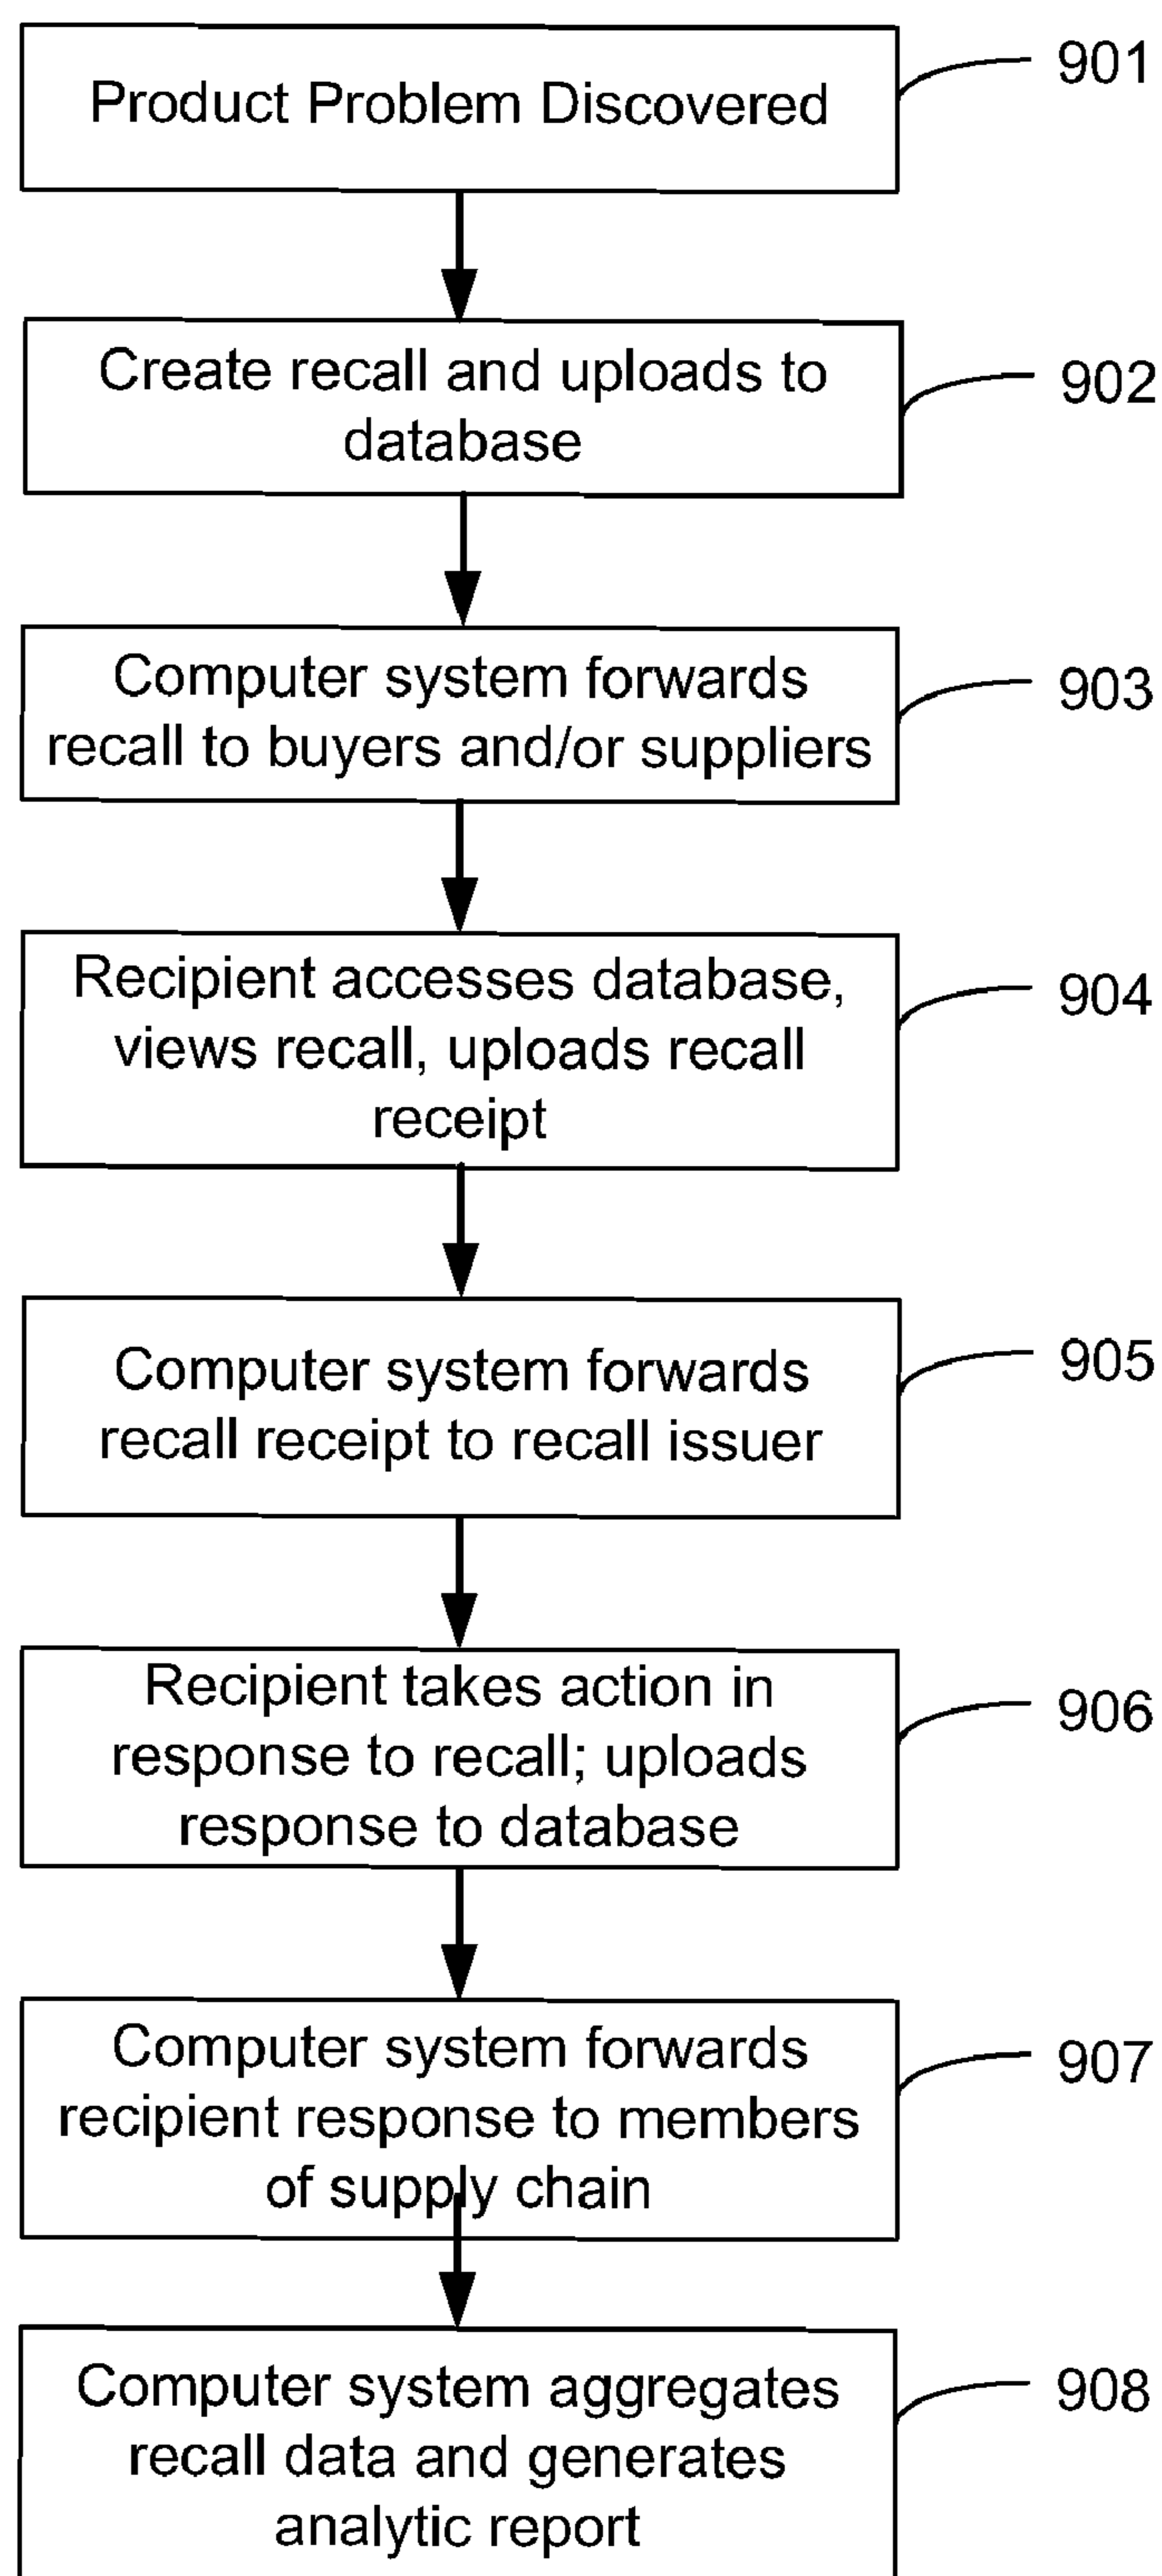 Product Problem Discovered
901
Create recall and uploads to
database
902
Computer system forwards
recall to buyers and/or suppliers
903
Recipient accesses database,
views recall, uploads recall
receipt
904
Computer system forwards
recall receipt to recall issuer
905
Recipient takes action in
response to recall; uploads
response to database
906
Computer system forwards
recipient response to members
of supply chain
907
Computer system aggregates
recall data and generates
analytic report
908